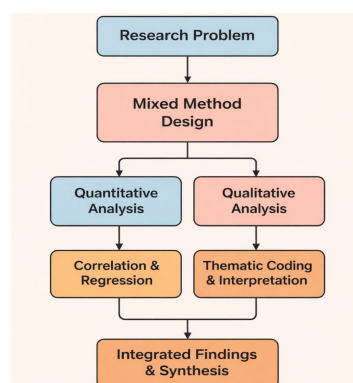 Research Problem
Mixed Method
Design
Quantitative
Analysis
Qualitative
Analysis
Correlation &
Regression
Thematic Coding
& Interpretation
Integrated Findings
& Synthesis